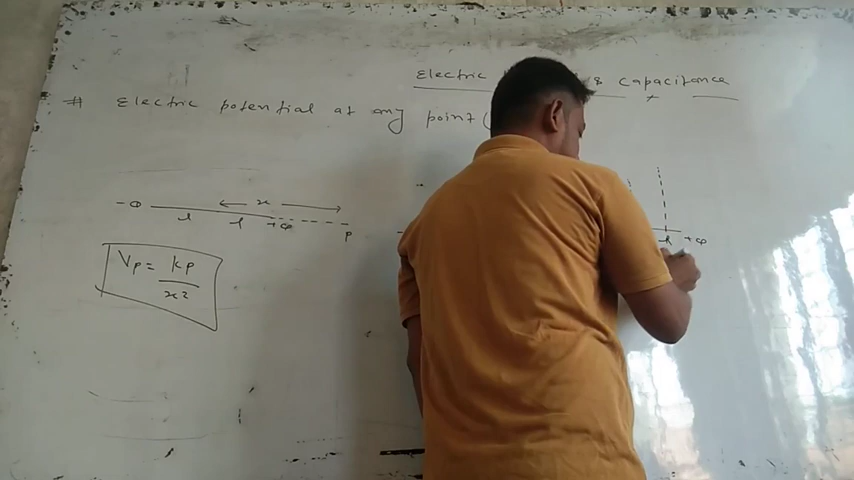 Electric & Capacitance
# Electric potential at any point (
x
-Q l l +Q P
l +Q
Vp = kp
x2